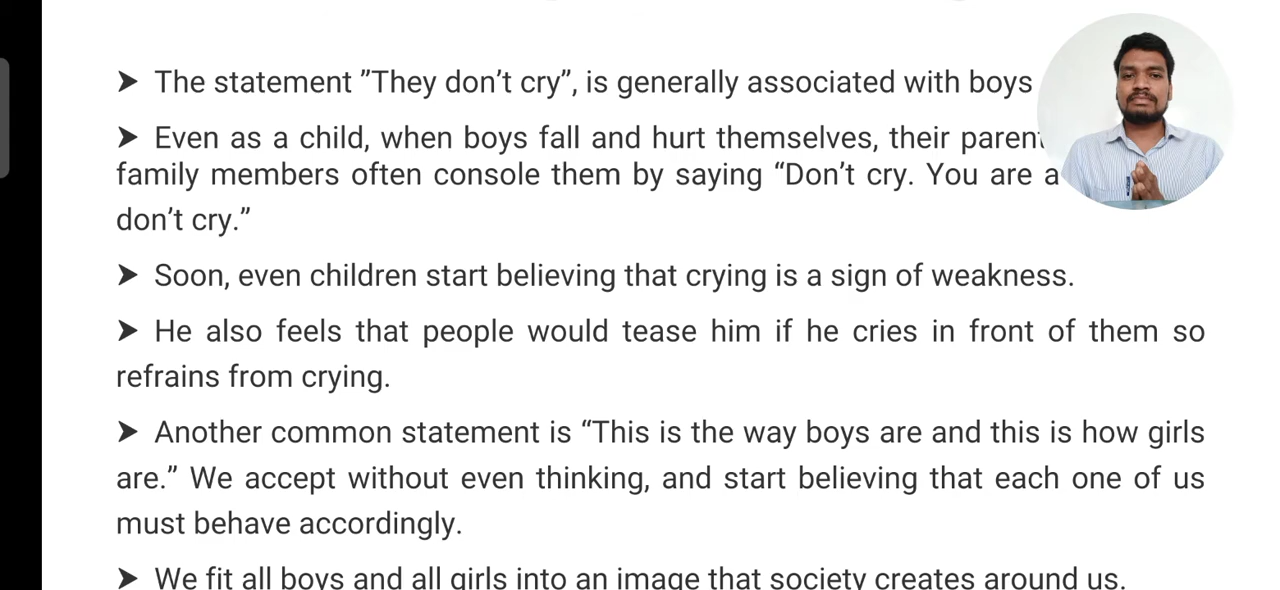 ➤ The statement ”They don’t cry”, is generally associated with boys
➤ Even as a child, when boys fall and hurt themselves, their parent
family members often console them by saying “Don’t cry. You are a
don’t cry.”
➤ Soon, even children start believing that crying is a sign of weakness.
➤ He also feels that people would tease him if he cries in front of them so
refrains from crying.
➤ Another common statement is “This is the way boys are and this is how girls
are.” We accept without even thinking, and start believing that each one of us
must behave accordingly.
➤ We fit all boys and all girls into an image that society creates around us.